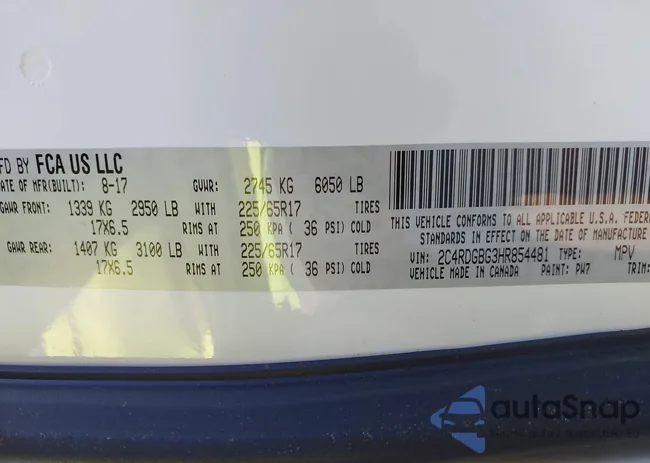 FD BY FCA US LLC
ATE OF MFR(BUILT): 8-17 GVWR: 2745 KG 6050 LB
GAWR FRONT: 1339 KG 2950 LB WITH 225/65R17 TIRES
17X6.5 RIMS AT 250 KPA( 36 PSI) COLD
GAWR REAR: 1407 KG 3100 LB WITH 225/65R17 TIRES
17X6.5 RIMS AT 250 KPA( 36 PSI) COLD
THIS VEHICLE CONFORMS TO ALL APPLICABLE U.S.A. FEDER
STANDARDS IN EFFECT ON THE DATE OF MANUFACTURE
VIN: 2C4RDGBG3HR854481 TYPE: MPV
VEHICLE MADE IN CANADA PAINT: PW7 TRIM:
autoSnap